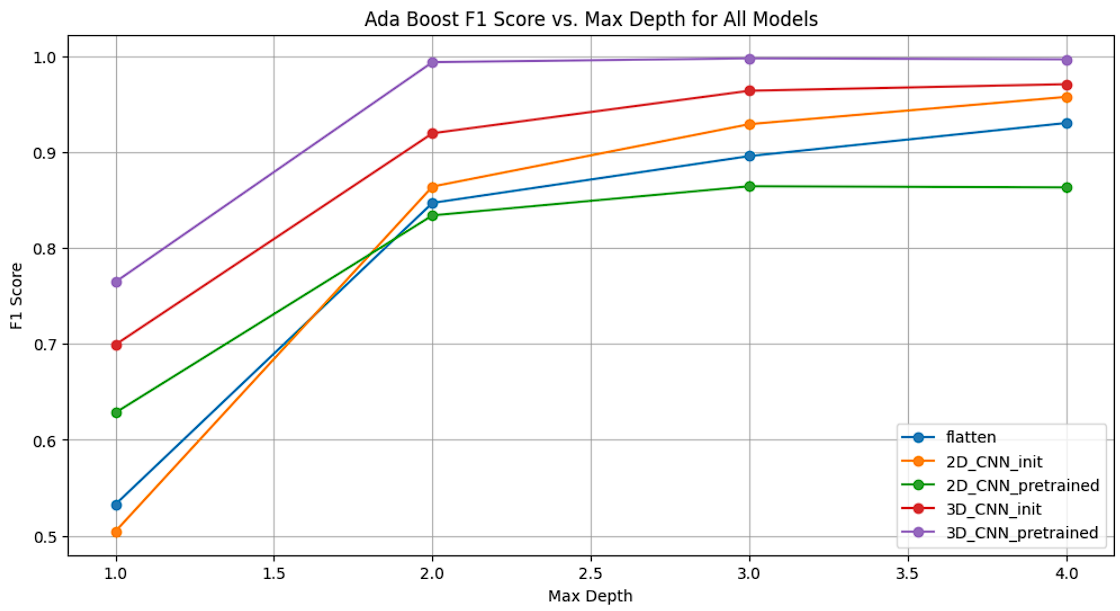 Ada Boost F1 Score vs. Max Depth for All Models
F1 Score
1.0
0.9
0.8
0.7
0.6
0.5
1.0 1.5 2.0 2.5 3.0 3.5 4.0
Max Depth
flatten
2D_CNN_init
2D_CNN_pretrained
3D_CNN_init
3D_CNN_pretrained